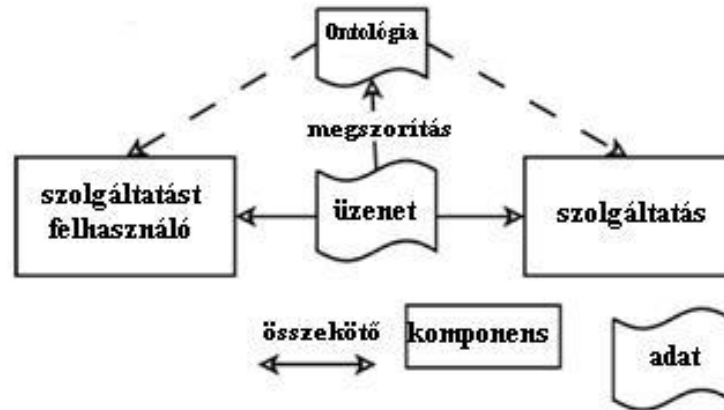 Ontológia
megszorítás
szolgáltatást
felhasználó
üzenet
szolgáltatás
összekötő
komponens
adat